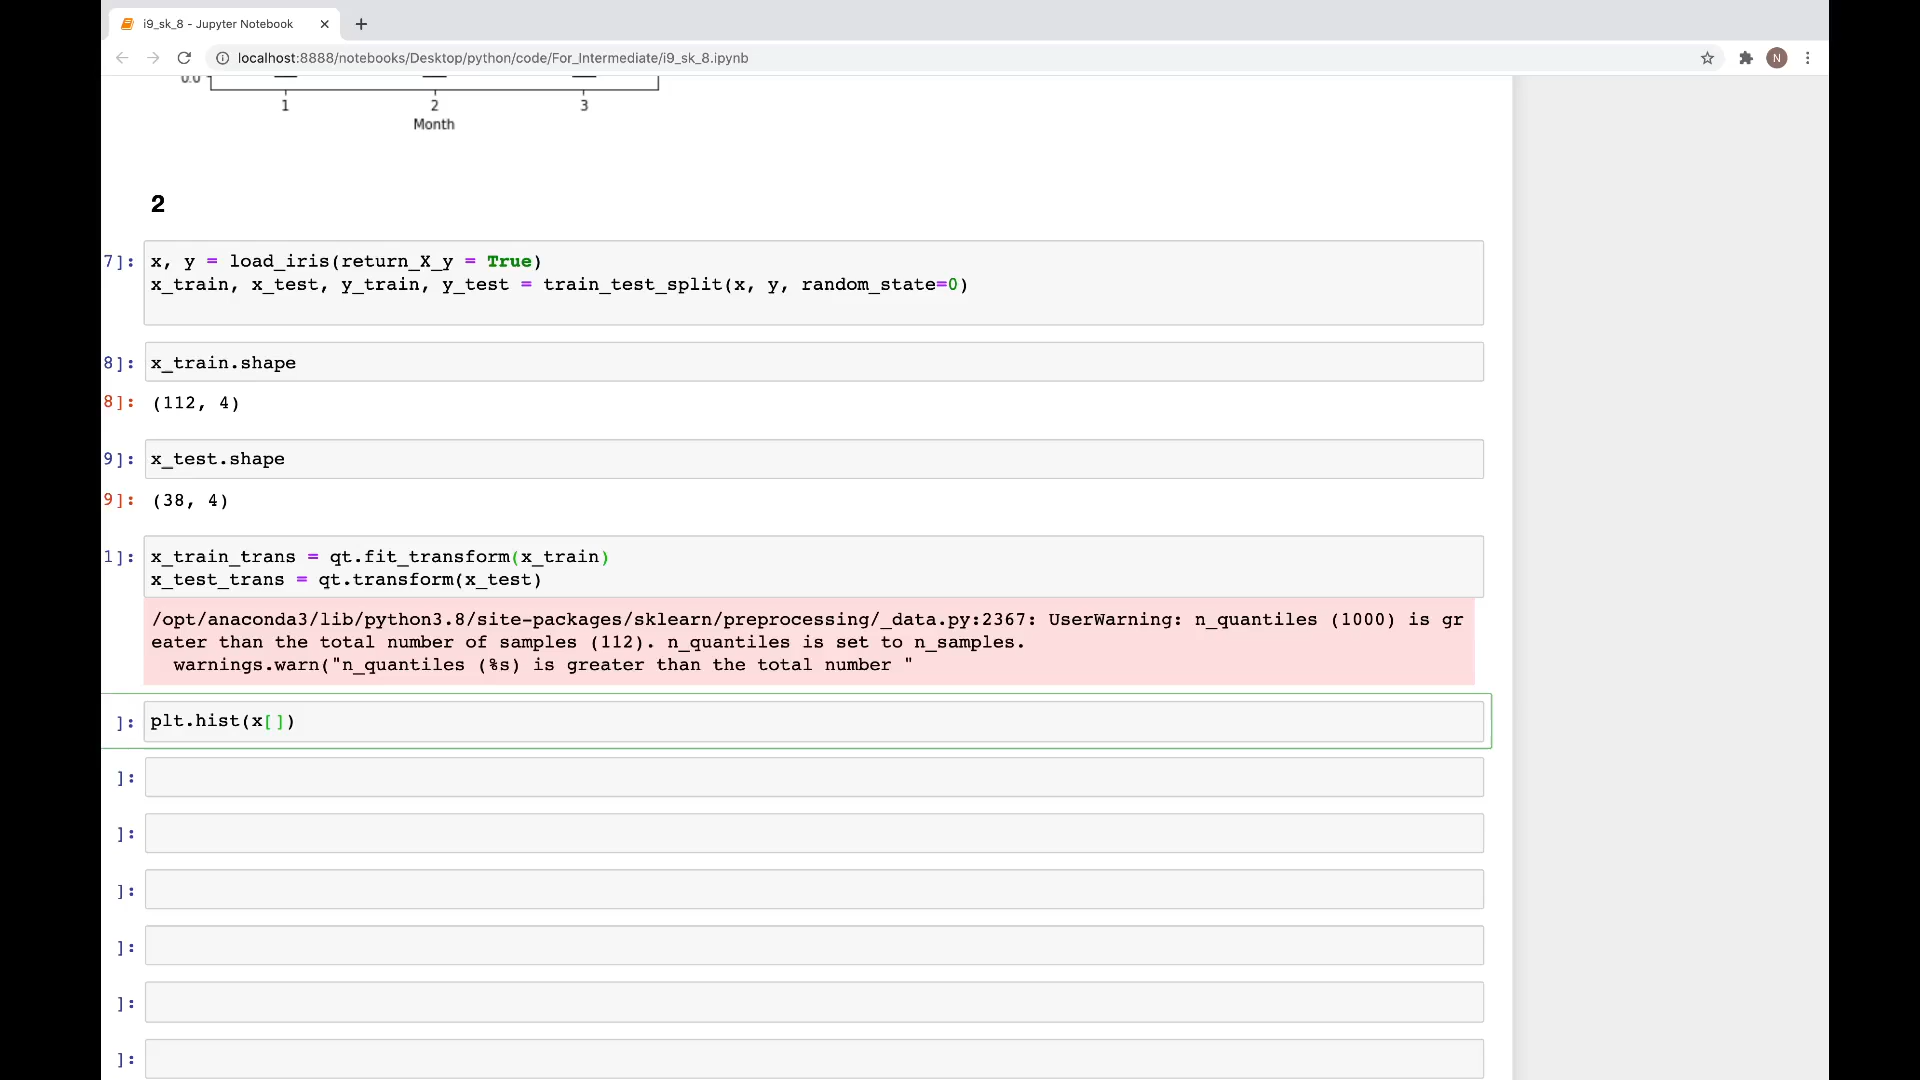 i9_sk_8 - Jupyter Notebook
localhost:8888/notebooks/Desktop/python/code/For_Intermediate/i9_sk_8.ipynb
N
0.0
1 2 3
Month
2
7]: x, y = load_iris(return_X_y = True)
x_train, x_test, y_train, y_test = train_test_split(x, y, random_state=0)
8]: x_train.shape
8]: (112, 4)
9]: x_test.shape
9]: (38, 4)
1]: x_train_trans = qt.fit_transform(x_train)
x_test_trans = qt.transform(x_test)
/opt/anaconda3/lib/python3.8/site-packages/sklearn/preprocessing/_data.py:2367: UserWarning: n_quantiles (1000) is gr
eater than the total number of samples (112). n_quantiles is set to n_samples.
warnings.warn("n_quantiles (%s) is greater than the total number "
]: plt.hist(x[])
]:
]:
]:
]:
]:
]: